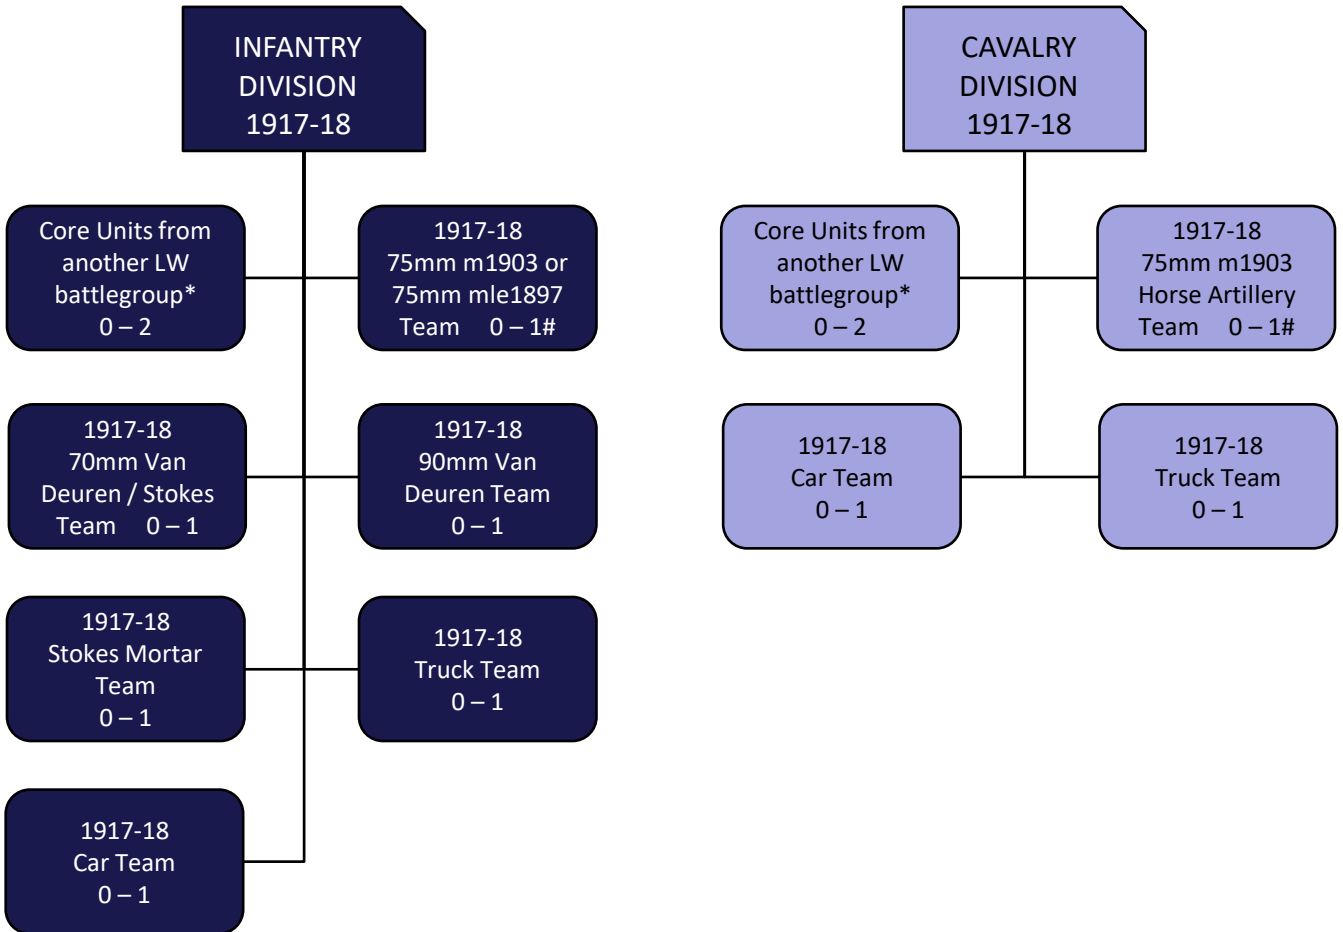 INFANTRY
DIVISION
1917-18
Core Units from
another LW
battlegroup*
0 – 2
1917-18
75mm m1903 or
75mm mle1897
Team 0 – 1#
1917-18
70mm Van
Deuren / Stokes
Team 0 – 1
1917-18
90mm Van
Deuren Team
0 – 1
1917-18
Stokes Mortar
Team
0 – 1
1917-18
Truck Team
0 – 1
1917-18
Car Team
0 – 1
CAVALRY
DIVISION
1917-18
Core Units from
another LW
battlegroup*
0 – 2
1917-18
75mm m1903
Horse Artillery
Team 0 – 1#
1917-18
Car Team
0 – 1
1917-18
Truck Team
0 – 1